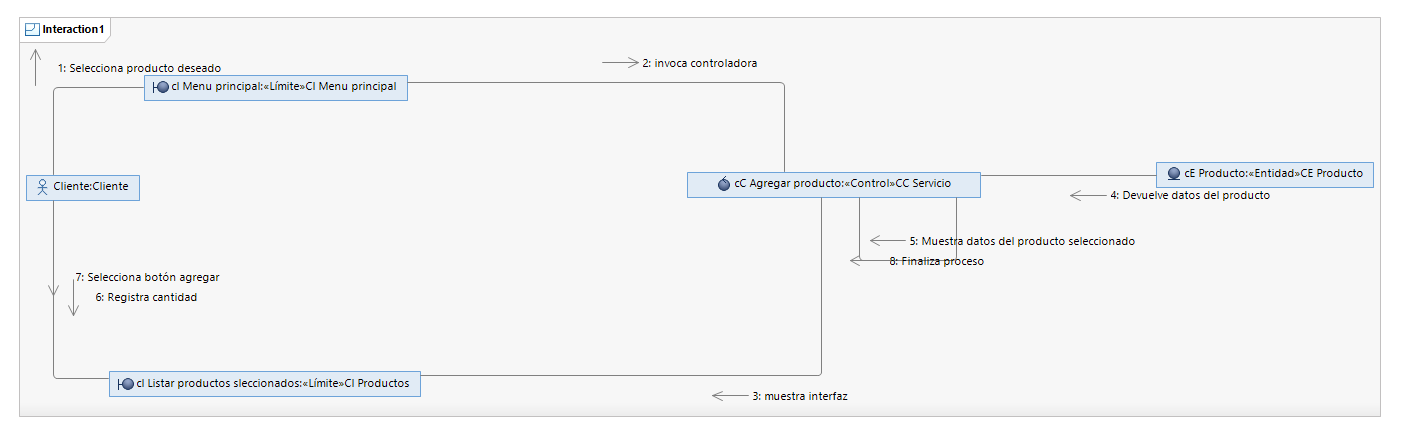 Interaction1
1: Selecciona producto deseado
2: invoca controladora
cI Menu principal:«Límite»CI Menu principal
Cliente:Cliente
cC Agregar producto:«Control»CC Servicio
cE Producto:«Entidad»CE Producto
4: Devuelve datos del producto
5: Muestra datos del producto seleccionado
8: Finaliza proceso
7: Selecciona botón agregar
6: Registra cantidad
cI Listar productos sleccionados:«Límite»CI Productos
3: muestra interfaz